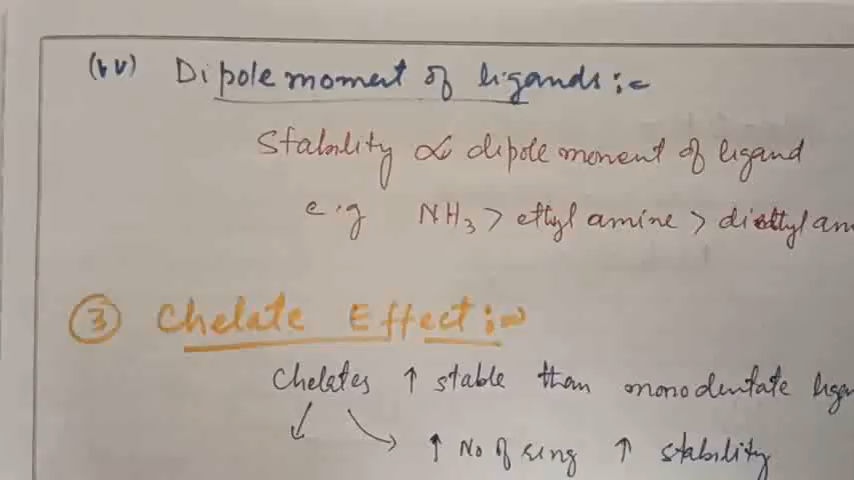 (iv) Dipole moment of ligands :-
Stability ∝ dipole moment of ligand
e.g NH3 > ethyl amine > diethyl am
③ Chelate Effect :-
Chelates ↑ stable than monodentate ligan
↑ No of ring ↑ stability